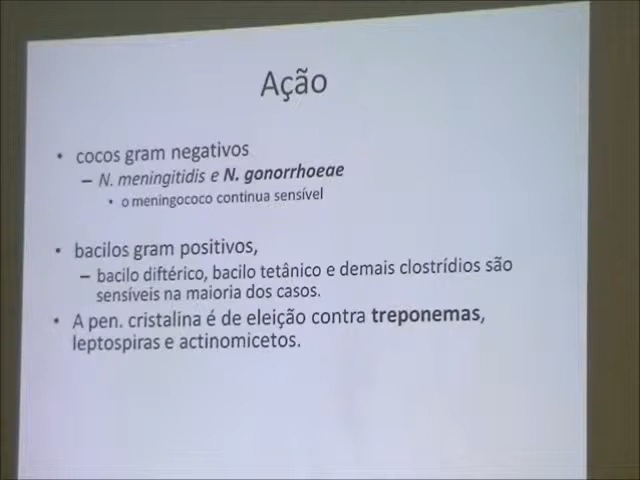 Ação
• cocos gram negativos
– N. meningitidis e N. gonorrhoeae
• o meningococo continua sensível
• bacilos gram positivos,
– bacilo diftérico, bacilo tetânico e demais clostrídios são
sensíveis na maioria dos casos.
• A pen. cristalina é de eleição contra treponemas,
leptospiras e actinomicetos.